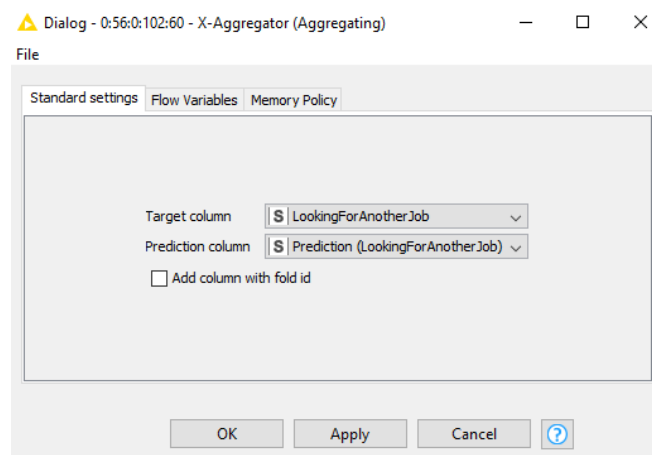 Dialog - 0:56:0:102:60 - X-Aggregator (Aggregating)
File
Standard settings Flow Variables Memory Policy
Target column S LookingForAnotherJob
Prediction column S Prediction (LookingForAnotherJob)
Add column with fold id
OK Apply Cancel ?